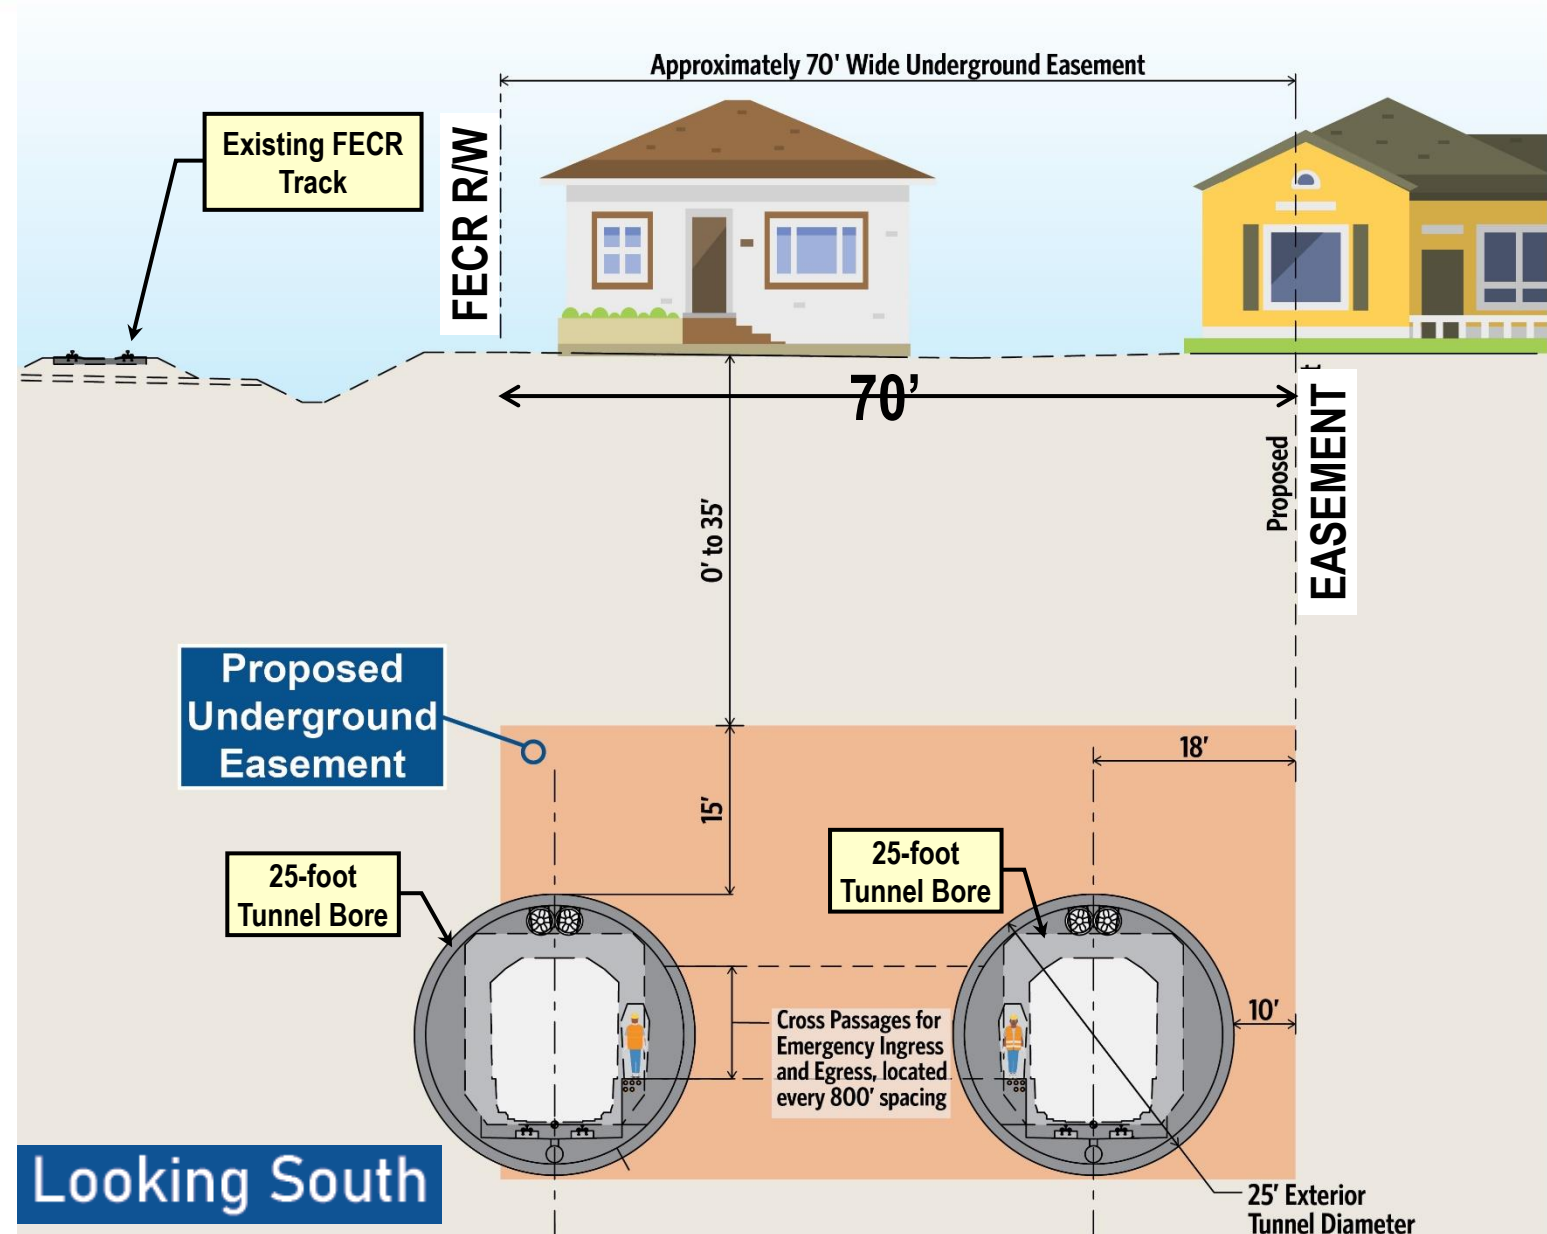 Approximately 70' Wide Underground Easement
Existing FECR
Track
FECR R/W
70’
Proposed
EASEMENT
0' to 35'
Proposed
Underground
Easement
18'
15'
25-foot
Tunnel Bore
25-foot
Tunnel Bore
10'
Cross Passages for
Emergency Ingress
and Egress, located
every 800' spacing
Looking South
25' Exterior
Tunnel Diameter